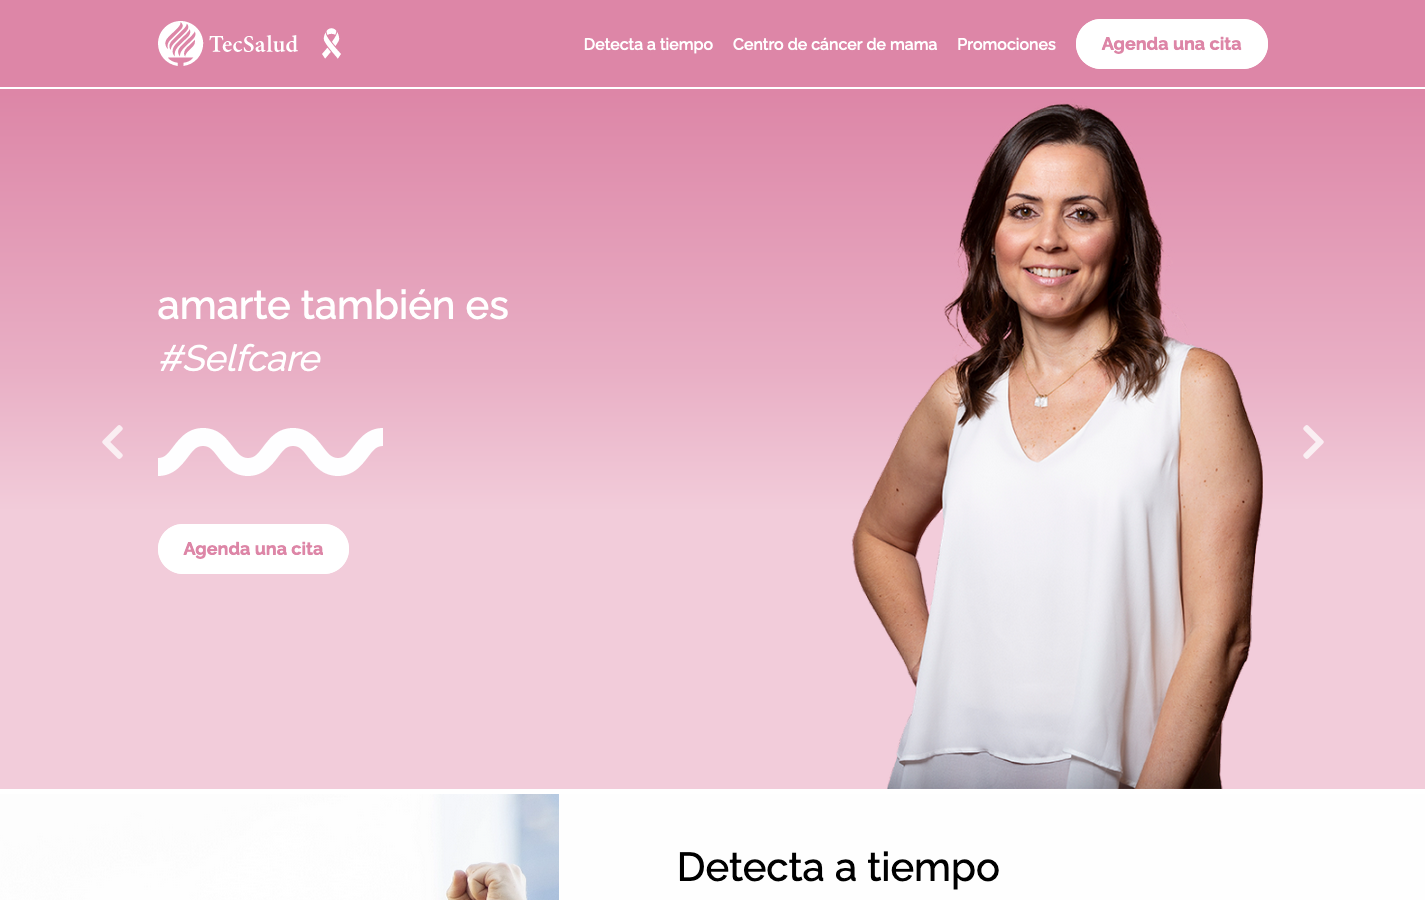 TecSalud
Detecta a tiempo
Centro de cáncer de mama
Promociones
Agenda una cita
amarte también es
#Selfcare
Agenda una cita
Detecta a tiempo